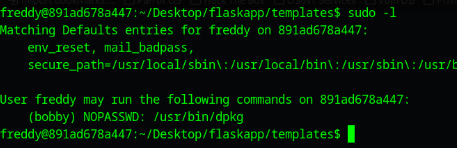 freddy@891ad678a447:~/Desktop/flaskapp/templates$ sudo -l
Matching Defaults entries for freddy on 891ad678a447:
env_reset, mail_badpass,
secure_path=/usr/local/sbin\:/usr/local/bin\:/usr/sbin\:/usr/b
User freddy may run the following commands on 891ad678a447:
(bobby) NOPASSWD: /usr/bin/dpkg
freddy@891ad678a447:~/Desktop/flaskapp/templates$